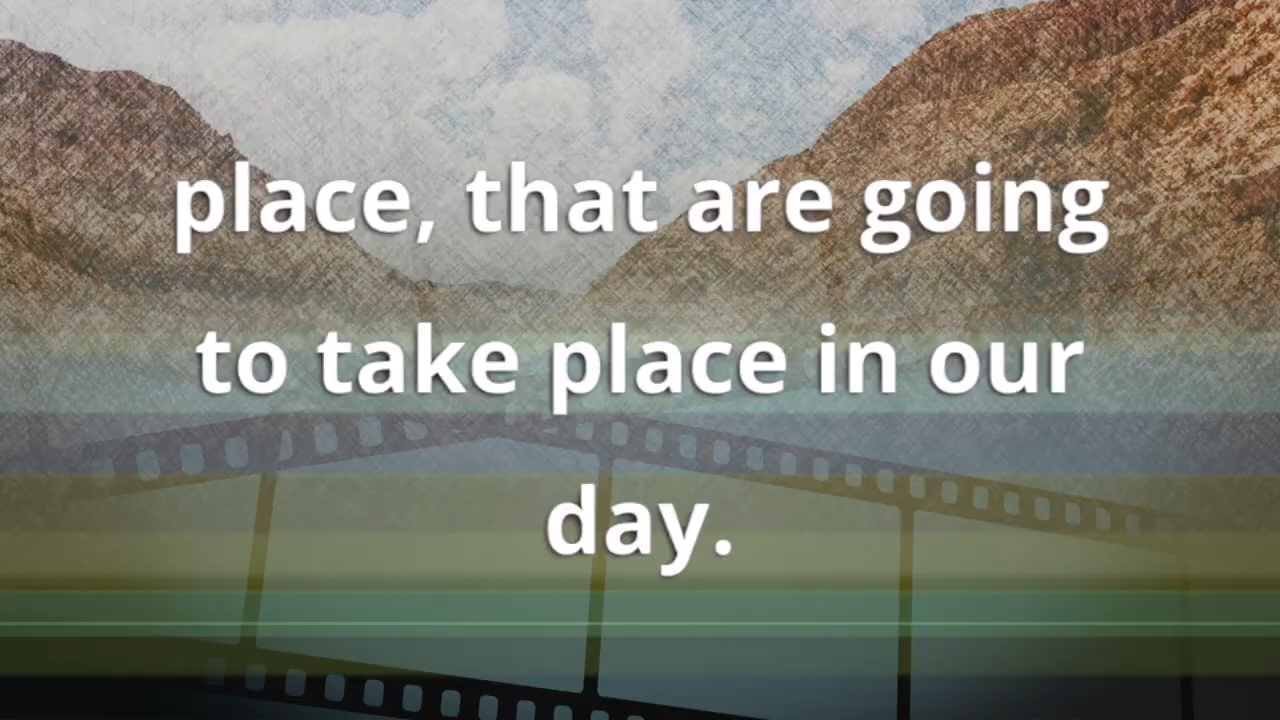 place, that are going
to take place in our
day.